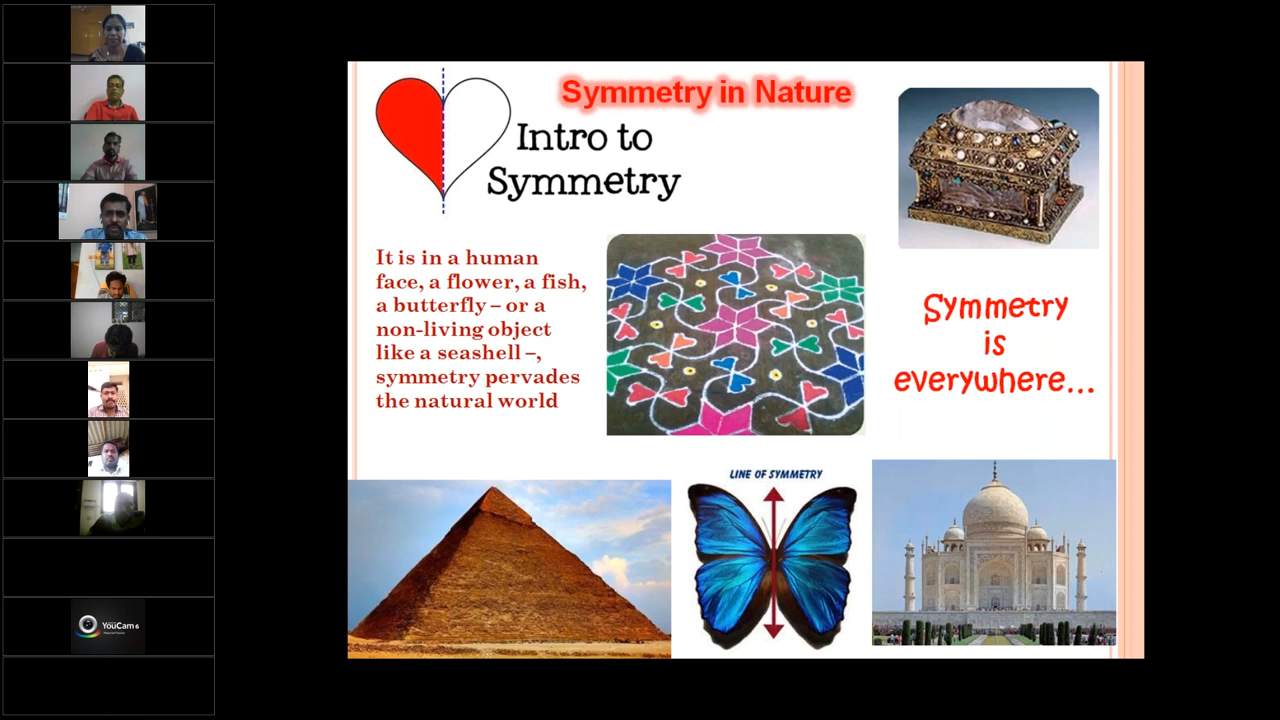 Symmetry in Nature
Intro to
Symmetry
It is in a human
face, a flower, a fish,
a butterfly – or a
non-living object
like a seashell –,
symmetry pervades
the natural world
Symmetry
is
everywhere...
LINE OF SYMMETRY
YouCam 6